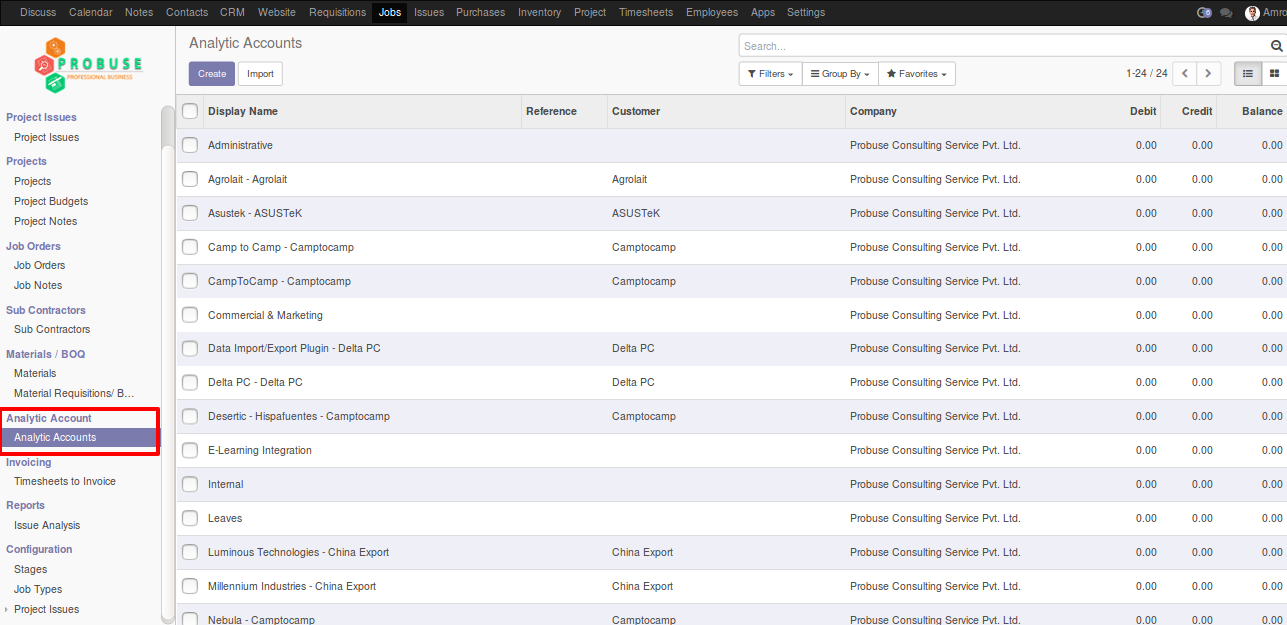 Discuss Calendar Notes Contacts CRM Website Requisitions Jobs Issues Purchases Inventory Project Timesheets Employees Apps Settings Amro
PROBUSE
PROFESSIONAL BUSINESS
Project Issues
Project Issues
Projects
Projects
Project Budgets
Project Notes
Job Orders
Job Orders
Job Notes
Sub Contractors
Sub Contractors
Materials / BOQ
Materials
Material Requisitions/ B...
Analytic Account
Analytic Accounts
Invoicing
Timesheets to Invoice
Reports
Issue Analysis
Configuration
Stages
Job Types
Project Issues
Analytic Accounts
Search...
Create Import
Filters Group By Favorites 1-24 / 24
Display Name Reference Customer Company Debit Credit Balance
Administrative Probuse Consulting Service Pvt. Ltd. 0.00 0.00 0.00
Agrolait - Agrolait Agrolait Probuse Consulting Service Pvt. Ltd. 0.00 0.00 0.00
Asustek - ASUSTeK ASUSTeK Probuse Consulting Service Pvt. Ltd. 0.00 0.00 0.00
Camp to Camp - Camptocamp Camptocamp Probuse Consulting Service Pvt. Ltd. 0.00 0.00 0.00
CampToCamp - Camptocamp Camptocamp Probuse Consulting Service Pvt. Ltd. 0.00 0.00 0.00
Commercial & Marketing Probuse Consulting Service Pvt. Ltd. 0.00 0.00 0.00
Data Import/Export Plugin - Delta PC Delta PC Probuse Consulting Service Pvt. Ltd. 0.00 0.00 0.00
Delta PC - Delta PC Delta PC Probuse Consulting Service Pvt. Ltd. 0.00 0.00 0.00
Desertic - Hispafuentes - Camptocamp Camptocamp Probuse Consulting Service Pvt. Ltd. 0.00 0.00 0.00
E-Learning Integration Probuse Consulting Service Pvt. Ltd. 0.00 0.00 0.00
Internal Probuse Consulting Service Pvt. Ltd. 0.00 0.00 0.00
Leaves Probuse Consulting Service Pvt. Ltd. 0.00 0.00 0.00
Luminous Technologies - China Export China Export Probuse Consulting Service Pvt. Ltd. 0.00 0.00 0.00
Millennium Industries - China Export China Export Probuse Consulting Service Pvt. Ltd. 0.00 0.00 0.00
Nebula - Camptocamp Camptocamp Probuse Consulting Service Pvt. Ltd. 0.00 0.00 0.00